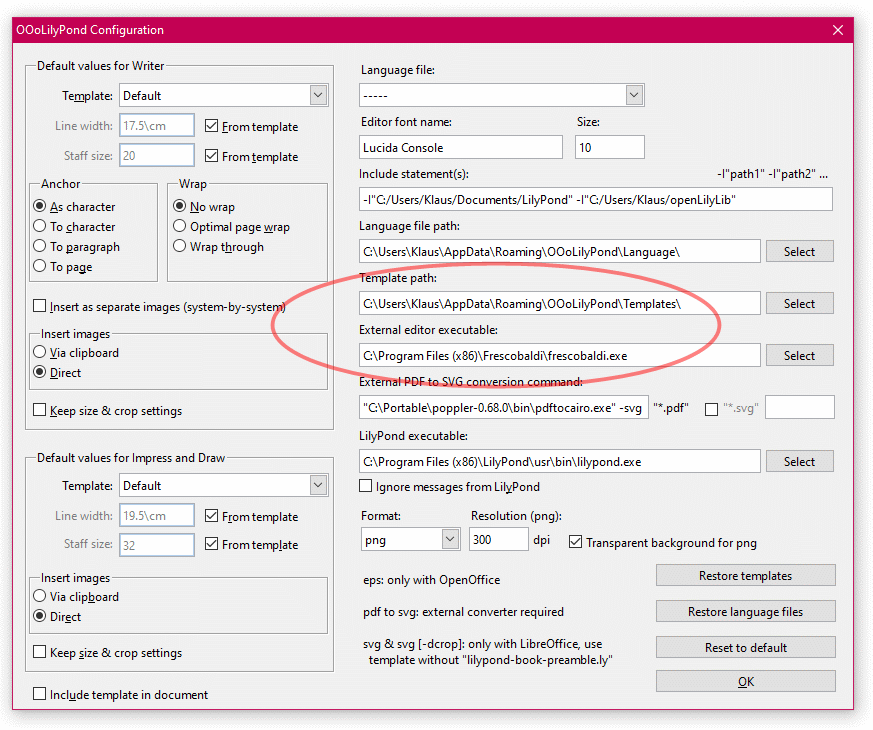 OOoLilyPond Configuration
Default values for Writer
Template: Default
Line width: 17.5\cm From template
Staff size: 20 From template
Anchor
As character
To character
To paragraph
To page
Wrap
No wrap
Optimal page wrap
Wrap through
Insert as separate images (system-by-system)
Insert images
Via clipboard
Direct
Keep size & crop settings
Default values for Impress and Draw
Template: Default
Line width: 19.5\cm From template
Staff size: 32 From template
Insert images
Via clipboard
Direct
Keep size & crop settings
Include template in document
Language file:
-----
Editor font name: Size:
Lucida Console 10
Include statement(s): -I"path1" -I"path2" ...
-I"C:/Users/Klaus/Documents/LilyPond" -I"C:/Users/Klaus/openLilyLib"
Language file path:
C:\Users\Klaus\AppData\Roaming\OOoLilyPond\Language\ Select
Template path:
C:\Users\Klaus\AppData\Roaming\OOoLilyPond\Templates\ Select
External editor executable:
C:\Program Files (x86)\Frescobaldi\frescobaldi.exe Select
External PDF to SVG conversion command:
"C:\Portable\poppler-0.68.0\bin\pdftocairo.exe" -svg "*.pdf" "*.svg"
LilyPond executable:
C:\Program Files (x86)\LilyPond\usr\bin\lilypond.exe Select
Ignore messages from LilyPond
Format: Resolution (png):
png 300 dpi Transparent background for png
eps: only with OpenOffice
pdf to svg: external converter required
svg & svg [-dcrop]: only with LibreOffice, use
template without "lilypond-book-preamble.ly"
Restore templates
Restore language files
Reset to default
OK